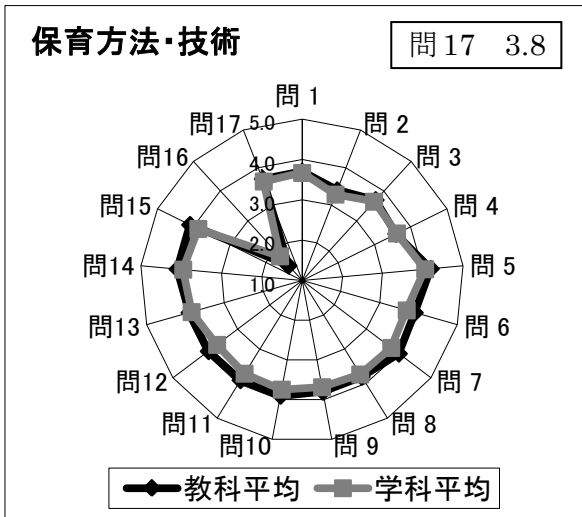 保育方法・技術
問17 3.8
問 1
問 2
問 3
問 4
問 5
問 6
問 7
問 8
問 9
問10
問11
問12
問13
問14
問15
問16
問17
5.0
4.0
3.0
2.0
1.0
教科平均 学科平均